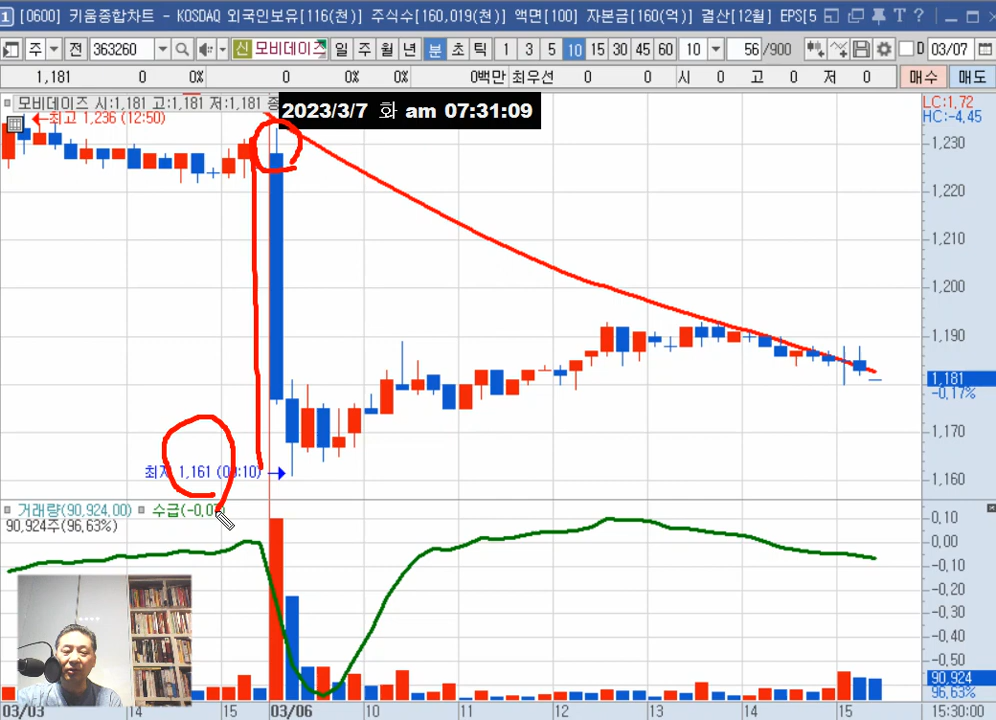 [0600] 키움종합차트 - KOSDAQ 외국인보유[116(천)] 주식수[160,019(천)] 액면[100] 자본금[160(억)] 결산[12월] EPS[5
주 전 363260 신 모비데이즈 일 주 월 년 분 초 틱 1 3 5 10 15 30 45 60 10 56 /900 D 03/07
1,181 0 0% 0 0% 0% 0백만 최우선 0 0 시 0 고 0 저 0 매수 매도
모비데이즈 시:1,181 고:1,181 저:1,181
2023/3/7 화 am 07:31:09
LC:1.72
HC:-4.45
최고 1,236 (12:50)
1,230
1,220
1,210
1,200
1,190
1,181
-0.17%
1,170
최저 1,161 (09:10)
1,160
거래량(90,924.00) 수급(-0.07
90,924주(96.63%)
0.10
0.00
-0.10
-0.20
-0.30
-0.40
-0.50
90,924
96.63%
03/03 14 15 03/06 10 11 12 13 14 15 15:30:00